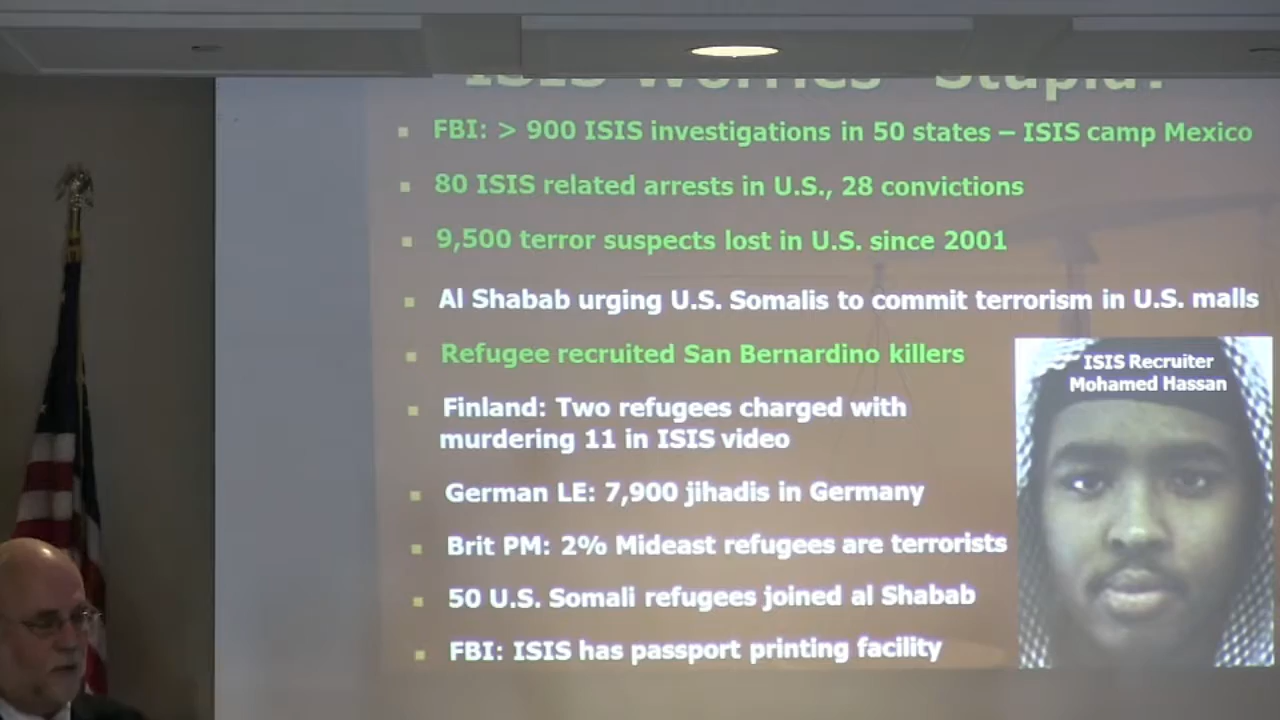 ISIS Worries "Stupid?"
FBI: > 900 ISIS investigations in 50 states – ISIS camp Mexico
80 ISIS related arrests in U.S., 28 convictions
9,500 terror suspects lost in U.S. since 2001
Al Shabab urging U.S. Somalis to commit terrorism in U.S. malls
Refugee recruited San Bernardino killers
ISIS Recruiter
Mohamed Hassan
Finland: Two refugees charged with
murdering 11 in ISIS video
German LE: 7,900 jihadis in Germany
Brit PM: 2% Mideast refugees are terrorists
50 U.S. Somali refugees joined al Shabab
FBI: ISIS has passport printing facility